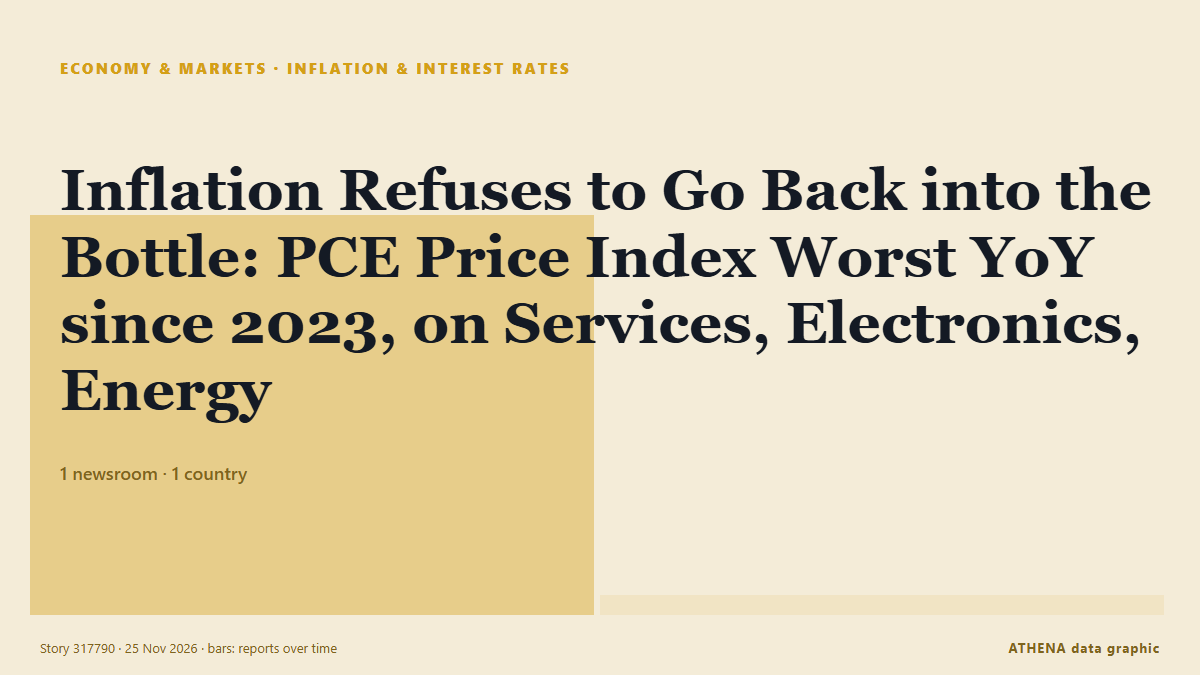 ECONOMY & MARKETS · INFLATION & INTEREST RATES
Inflation Refuses to Go Back into the
Bottle: PCE Price Index Worst YoY
since 2023, on Services, Electronics,
Energy
1 newsroom · 1 country
Story 317790 · 25 Nov 2026 · bars: reports over time
ATHENA data graphic